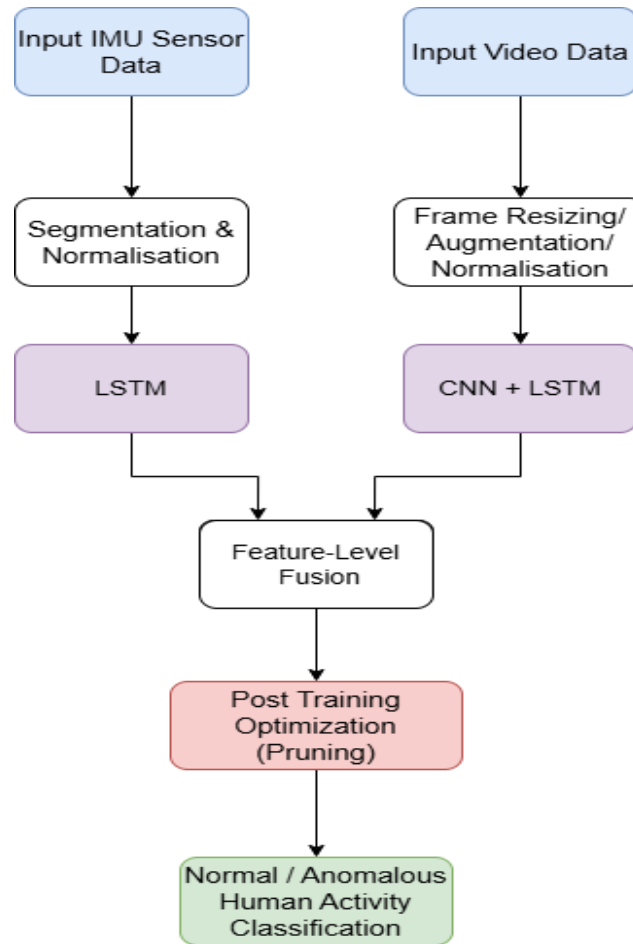 Input IMU Sensor
Data
Input Video Data
Segmentation &
Normalisation
Frame Resizing/
Augmentation/
Normalisation
LSTM
CNN + LSTM
Feature-Level
Fusion
Post Training
Optimization
(Pruning)
Normal / Anomalous
Human Activity
Classification